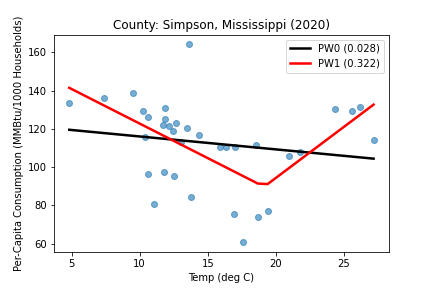 County: Simpson, Mississippi (2020)
Per-Capita Consumption (MMBtu/1000 Households)
160
140
120
100
80
60
PW0 (0.028)
PW1 (0.322)
5
10
15
20
25
Temp (deg C)